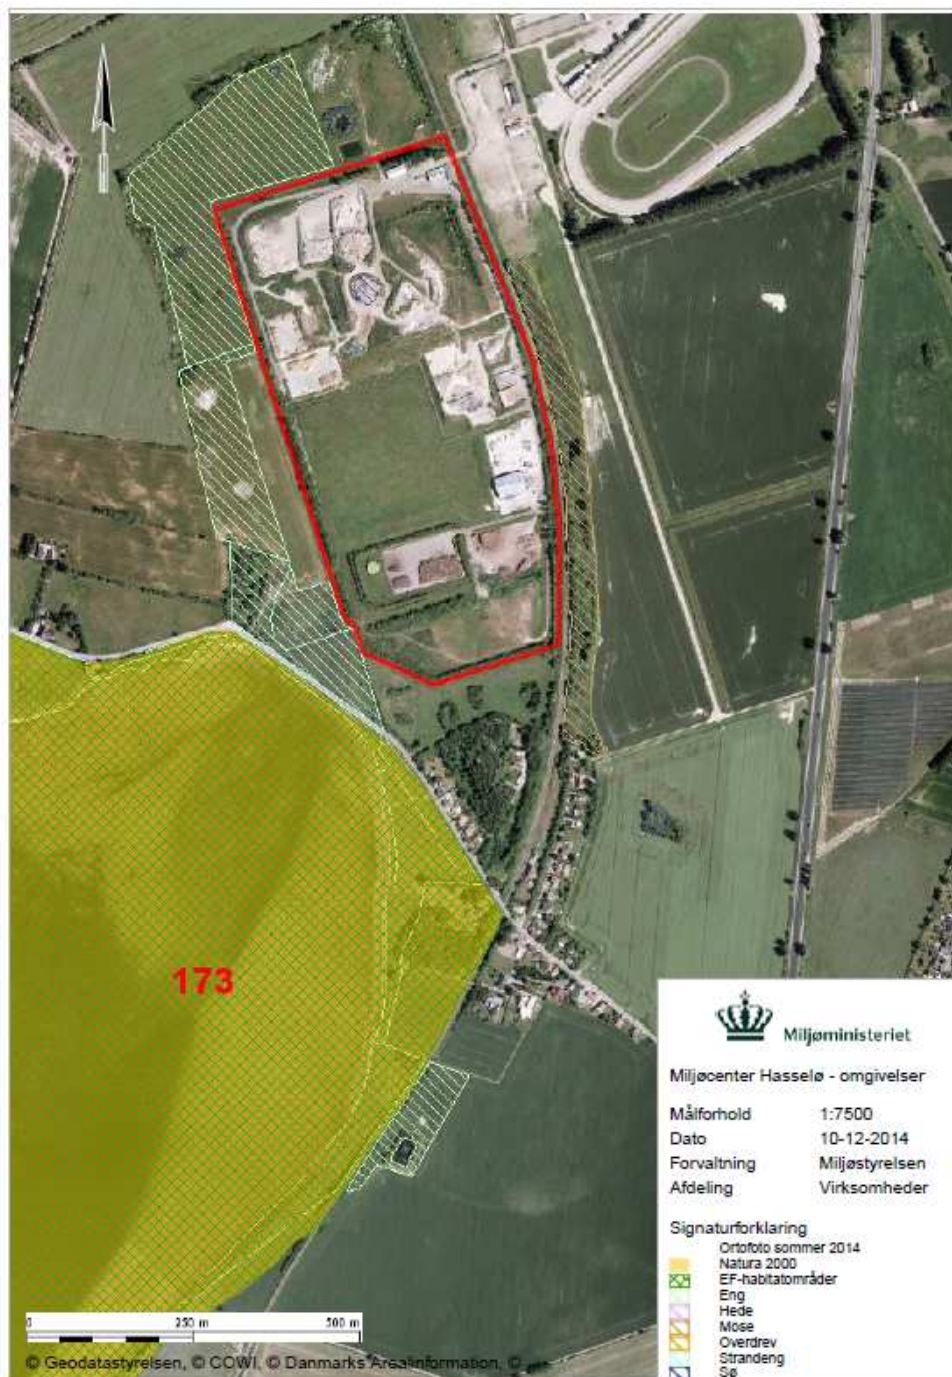 173
Miljøministeriet
Miljøcenter Hasselø - omgivelser
Målforhold 1:7500
Dato 10-12-2014
Forvaltning Miljøstyrelsen
Afdeling Virksomheder
Signaturforklaring
Ortofoto sommer 2014
Natura 2000
EF-habitatområder
Eng
Hede
Mose
Overdrev
Strandeng
Sø
0 250 m 500 m
© Geodatastyrelsen, © COWI, © Danmarks Arealinformation, ©